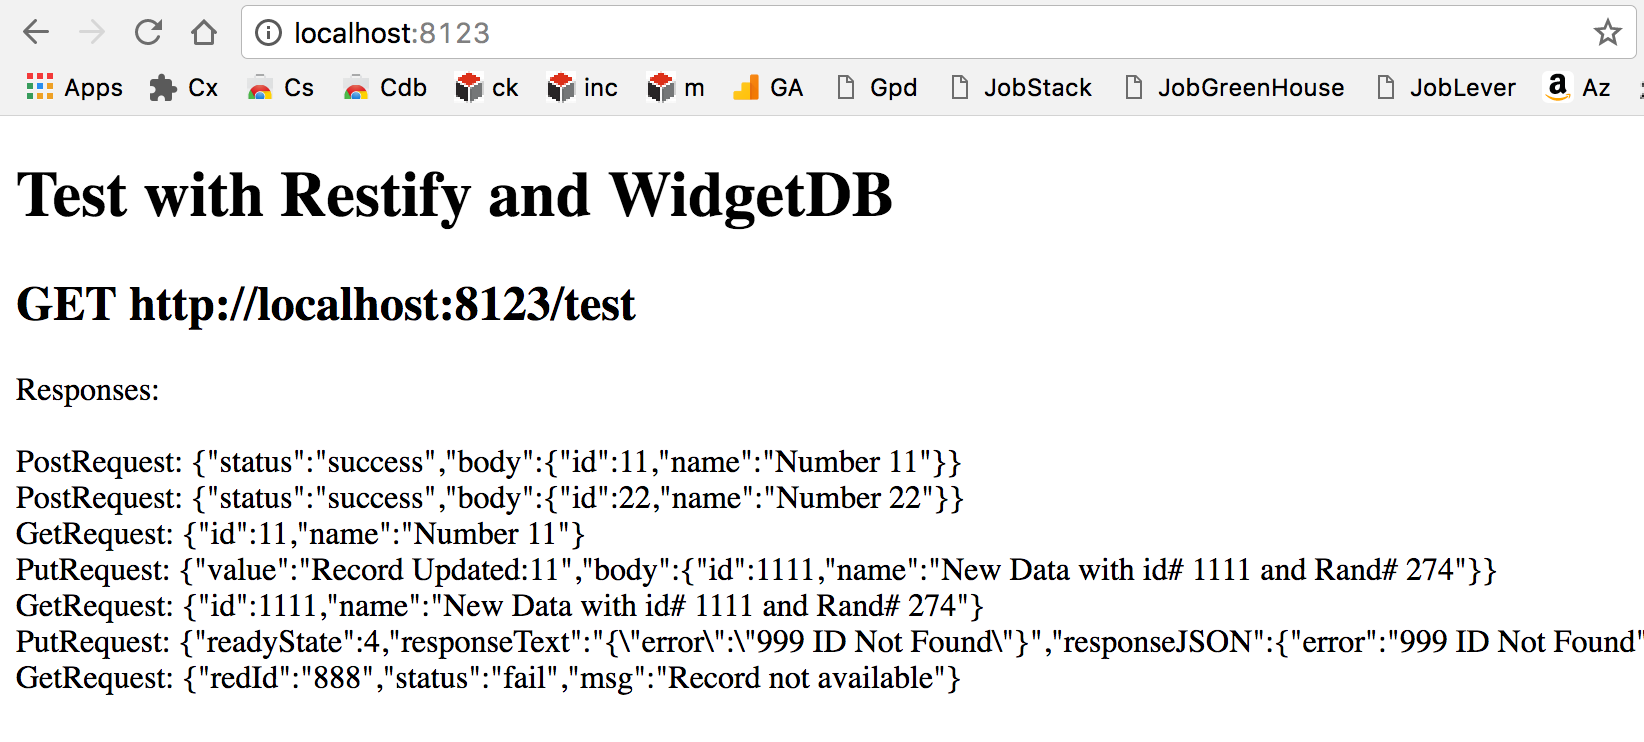 localhost:8123
Apps Cx Cs Cdb ck inc m GA Gpd JobStack JobGreenHouse JobLever a Az
Test with Restify and WidgetDB
GET http://localhost:8123/test
Responses:
PostRequest: {"status":"success","body":{"id":11,"name":"Number 11"}}
PostRequest: {"status":"success","body":{"id":22,"name":"Number 22"}}
GetRequest: {"id":11,"name":"Number 11"}
PutRequest: {"value":"Record Updated:11","body":{"id":1111,"name":"New Data with id# 1111 and Rand# 274"}}
GetRequest: {"id":1111,"name":"New Data with id# 1111 and Rand# 274"}
PutRequest: {"readyState":4,"responseText":"{\"error\":\"999 ID Not Found\"}","responseJSON":{"error":"999 ID Not Found"
GetRequest: {"redId":"888","status":"fail","msg":"Record not available"}